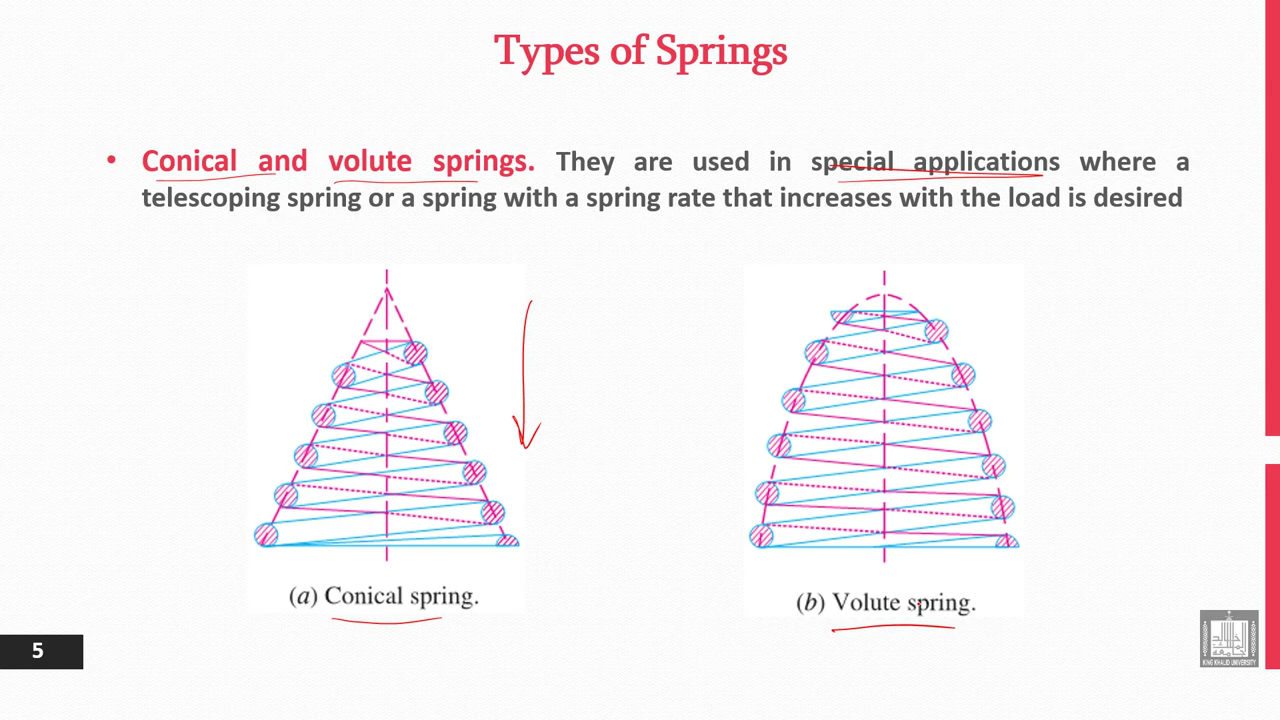 Types of Springs
• Conical and volute springs. They are used in special applications where a
telescoping spring or a spring with a spring rate that increases with the load is desired
(a) Conical spring.
(b) Volute spring.
5
KING KHALID UNIVERSITY